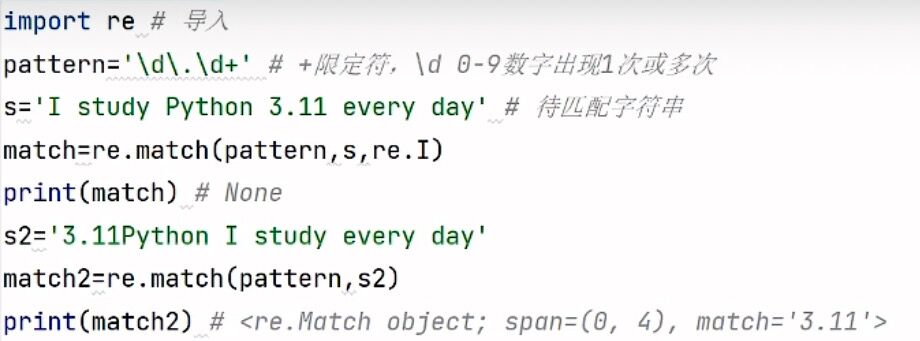 import re # 导入
pattern='\d\.\d+' # +限定符，\d 0-9数字出现1次或多次
s='I study Python 3.11 every day' # 待匹配字符串
match=re.match(pattern,s,re.I)
print(match) # None
s2='3.11Python I study every day'
match2=re.match(pattern,s2)
print(match2) # <re.Match object; span=(0, 4), match='3.11'>